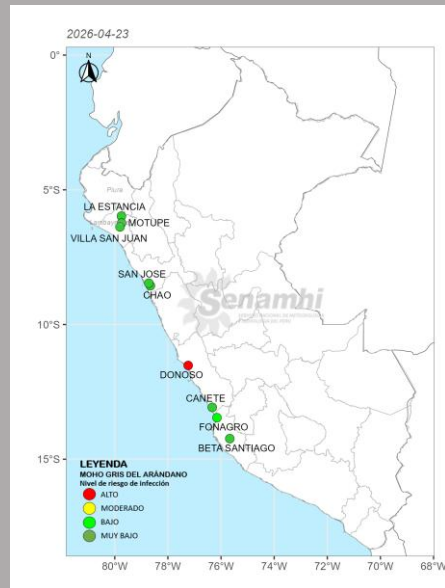 2026-04-23
N
0°
5°S
10°S
15°S
Piura
LA ESTANCIA
MOTUPE
VILLA SAN JUAN
SAN JOSE
CHAO
Senamhi
DONOSO
CANETE
FONAGRO
BETA SANTIAGO
LEYENDA
MOHO GRIS DEL ARÁNDANO
Nivel de riesgo de infección
ALTO
MODERADO
BAJO
MUY BAJO
80°W 78°W 76°W 74°W 72°W 70°W 68°W